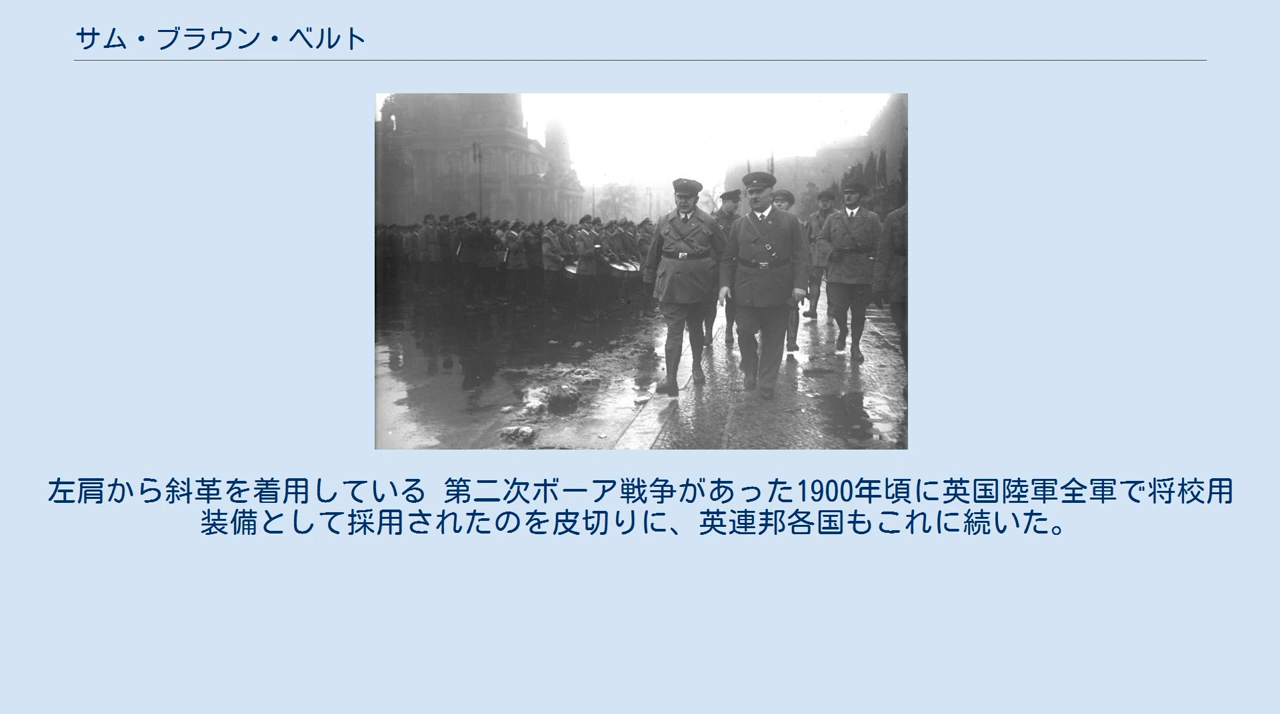 サム・ブラウン・ベルト
左肩から斜革を着用している 第二次ボーア戦争があった1900年頃に英国陸軍全軍で将校用
装備として採用されたのを皮切りに、英連邦各国もこれに続いた。